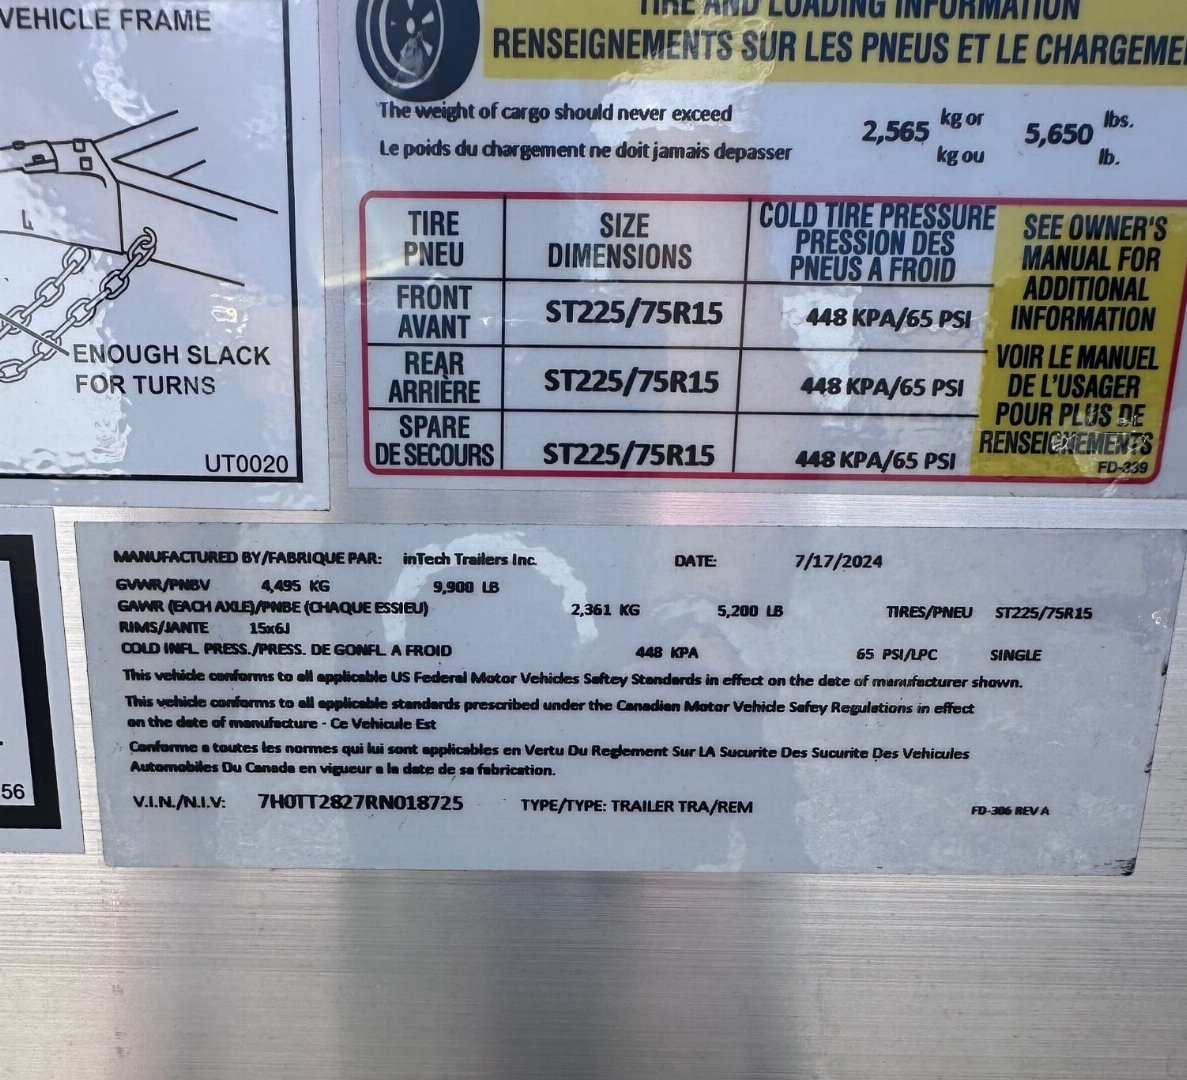 VEHICLE FRAME
ENOUGH SLACK
FOR TURNS
UT0020
TIRE AND LOADING INFORMATION
RENSEIGNEMENTS SUR LES PNEUS ET LE CHARGEME
The weight of cargo should never exceed
Le poids du chargement ne doit jamais depasser
2,565 kg or 5,650 lbs.
kg ou lb.
TIRE
PNEU
SIZE
DIMENSIONS
COLD TIRE PRESSURE
PRESSION DES
PNEUS A FROID
FRONT
AVANT
ST225/75R15
448 KPA/65 PSI
REAR
ARRIÈRE
ST225/75R15
448 KPA/65 PSI
SPARE
DE SECOURS
ST225/75R15
448 KPA/65 PSI
SEE OWNER'S
MANUAL FOR
ADDITIONAL
INFORMATION
VOIR LE MANUEL
DE L'USAGER
POUR PLUS DE
RENSEIGNEMENTS
FD-339
56
MANUFACTURED BY/FABRIQUE PAR: inTech Trailers Inc. DATE: 7/17/2024
GVWR/PNBV 4,495 KG 9,900 LB
GAWR (EACH AXLE)/PNBE (CHAQUE ESSIEU) 2,361 KG 5,200 LB TIRES/PNEU ST225/75R15
RIMS/JANTE 15x6J
COLD INFL. PRESS./PRESS. DE GONFL. A FROID 448 KPA 65 PSI/LPC SINGLE
This vehicle conforms to all applicable US Federal Motor Vehicles Saftey Standards in effect on the date of manufacturer shown.
This vehicle conforms to all applicable standards prescribed under the Canadian Motor Vehicle Safey Regulations in effect
on the date of manufacture - Ce Vehicule Est
Conforme a toutes les normes qui lui sont applicables en Vertu Du Reglement Sur LA Sucurite Des Sucurite Des Vehicules
Automobiles Du Canada en vigueur a la date de sa fabrication.
V.I.N./N.I.V: 7H0TT2827RN018725 TYPE/TYPE: TRAILER TRA/REM FD-306 REV A